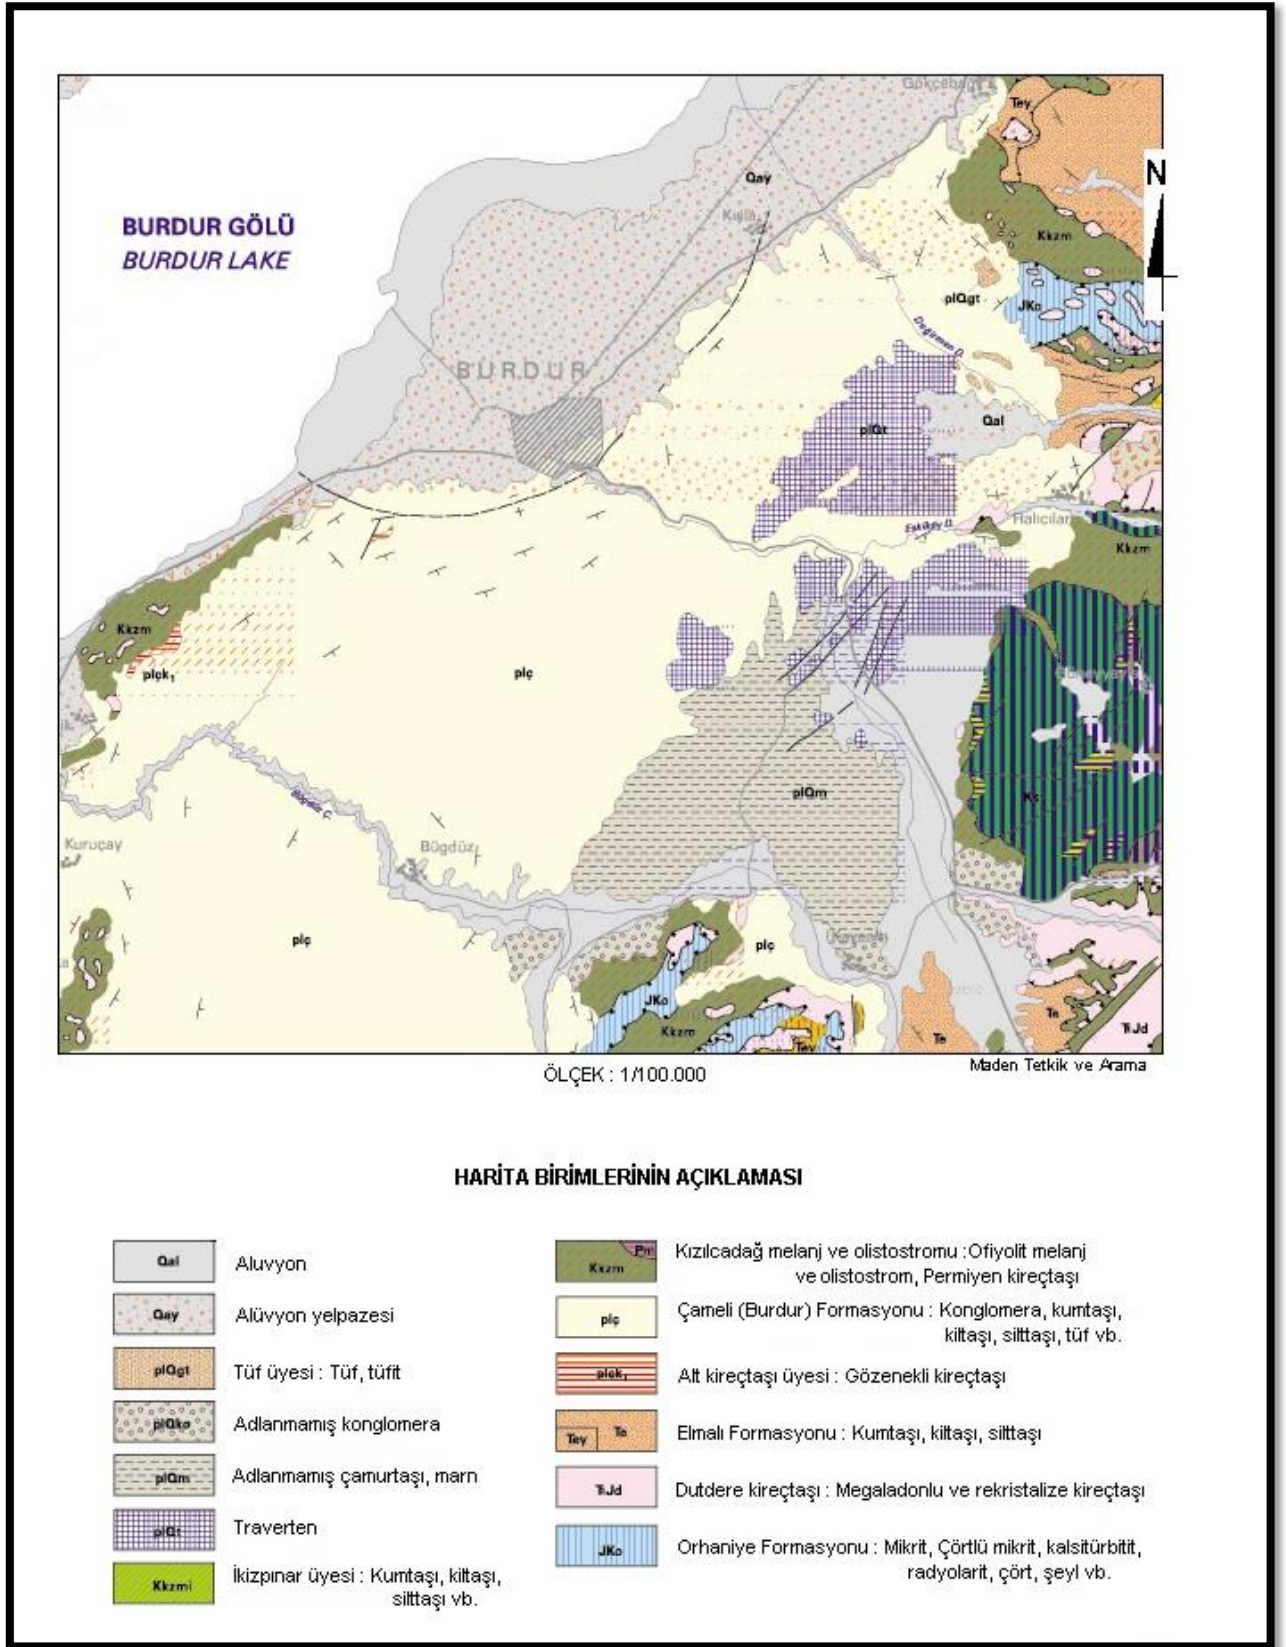 Gökçebağ
Tey
N
Qay
BURDUR GÖLÜ
BURDUR LAKE
Kışla
Kkzm
plQgt
JKo
Değirmen D.
BURDUR
plQt
Qal
Eskiköy D.
Halıcılar
Kkzm
Kkzm
plçk₁
plç
plQm
Büğdüz Ç.
Kuruçay
Büğdüz
plç
plç
JKo
Kkzm
Tey
Te
Te
TRJd
ÖLÇEK : 1/100.000
Maden Tetkik ve Arama
HARİTA BİRİMLERİNİN AÇIKLAMASI
Qal Aluvyon
Qay Alüvyon yelpazesi
plQgt Tüf üyesi : Tüf, tüfit
plQko Adlanmamış konglomera
plQm Adlanmamış çamurtaşı, marn
plQt Traverten
Kkzmi İkizpınar üyesi : Kumtaşı, kiltaşı,
silttaşı vb.
Pm Kkzm Kızılcadağ melanj ve olistostromu :Ofiyolit melanj
ve olistostrom, Permiyen kireçtaşı
plç Çameli (Burdur) Formasyonu : Konglomera, kumtaşı,
kiltaşı, silttaşı, tüf vb.
plçk₁ Alt kireçtaşı üyesi : Gözenekli kireçtaşı
Tey Te Elmalı Formasyonu : Kumtaşı, kiltaşı, silttaşı
TRJd Dutdere kireçtaşı : Megaladonlu ve rekristalize kireçtaşı
JKo Orhaniye Formasyonu : Mikrit, Çörtlü mikrit, kalsitürbitit,
radyolarit, çört, şeyl vb.